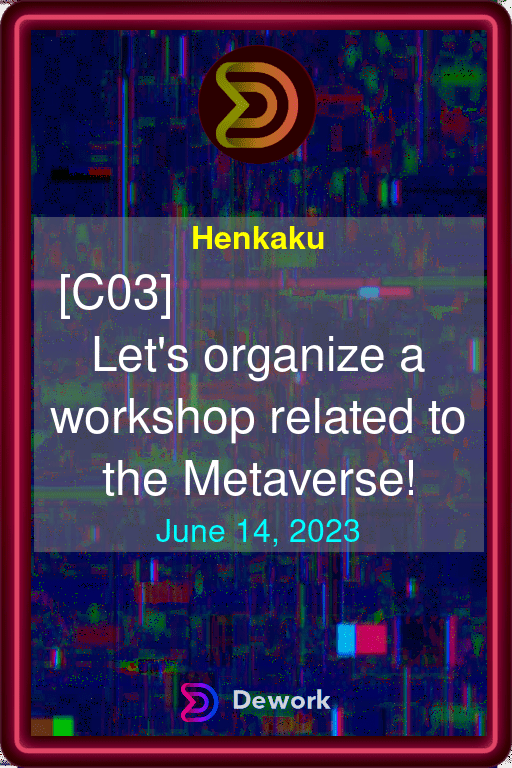 Henkaku
[C03]
Let's organize a
workshop related to
the Metaverse!
June 14, 2023
Dework